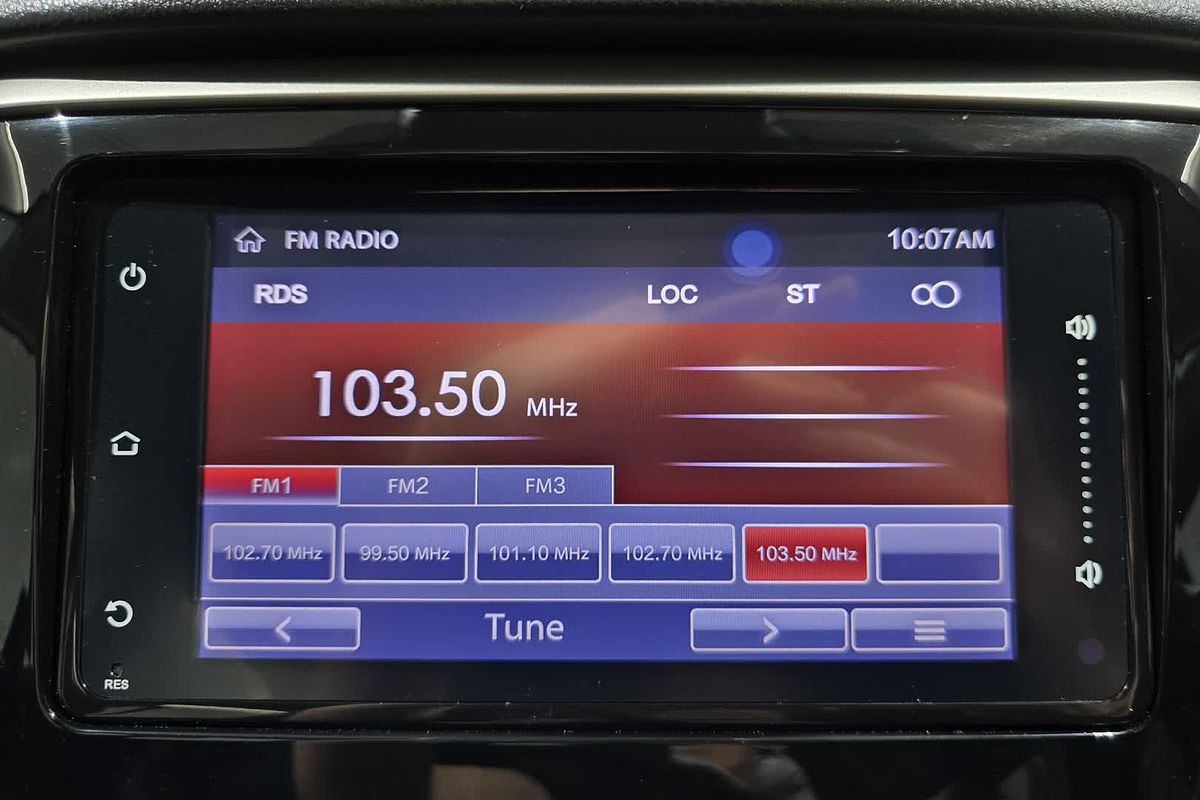 FM RADIO 10:07AM
RDS LOC ST
103.50 MHz
FM1 FM2 FM3
102.70 MHz 99.50 MHz 101.10 MHz 102.70 MHz 103.50 MHz
Tune
RES